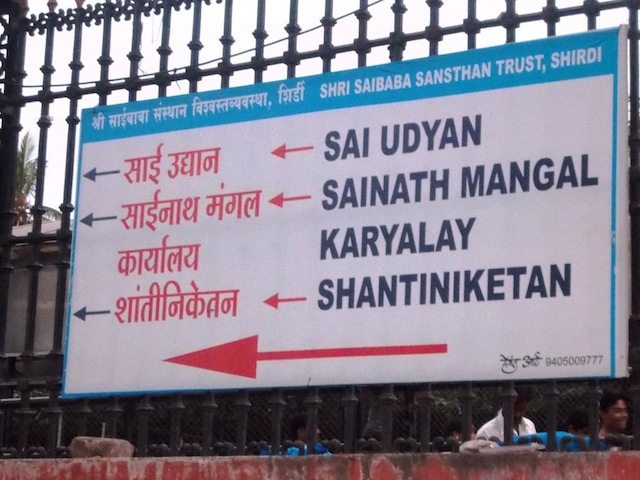 श्री साईबाबा संस्थान विश्वस्तव्यवस्था, शिर्डी SHRI SAIBABA SANSTHAN TRUST, SHIRDI
साई उद्यान SAI UDYAN
साईनाथ मंगल SAINATH MANGAL
कार्यालय KARYALAY
शांतीनिकेतन SHANTINIKETAN
आर्ट 9405009777